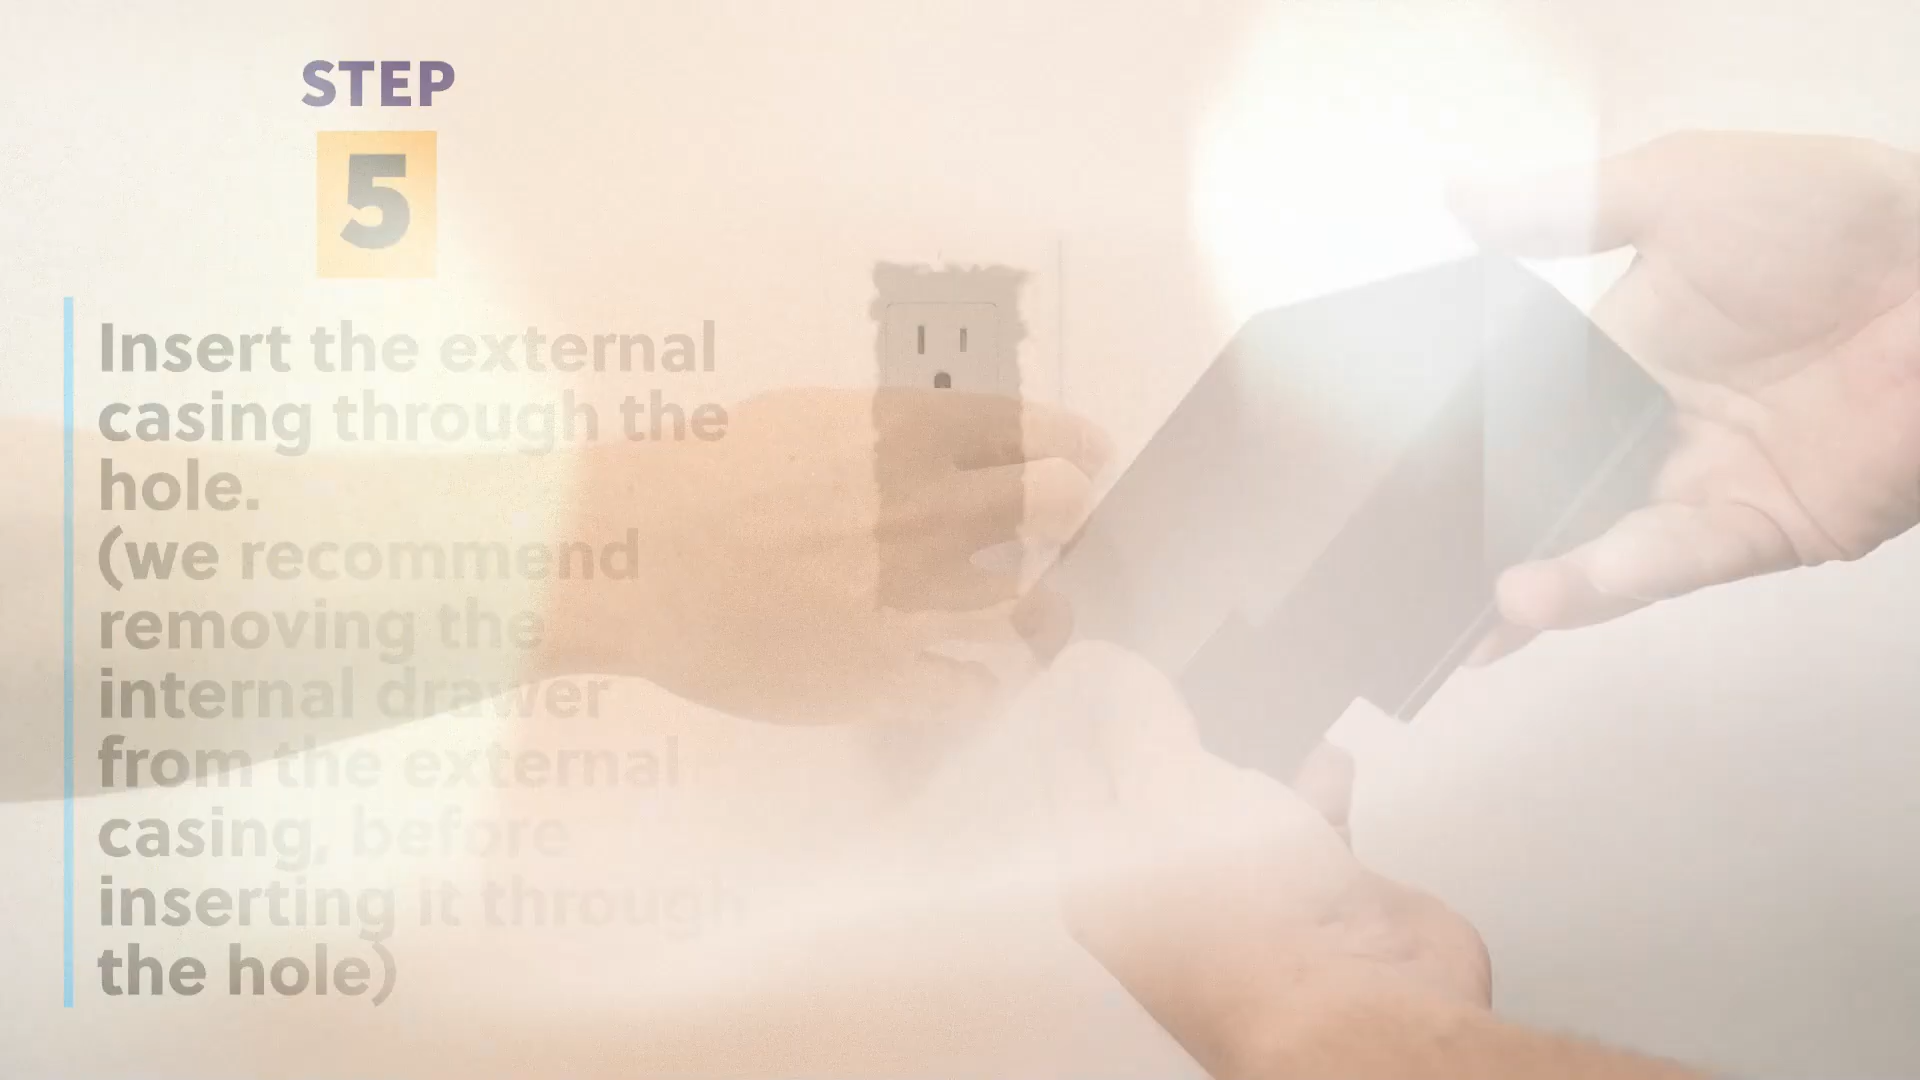 STEP
5
Insert the external
casing through the
hole.
(we recommend
removing the
internal drawer
from the external
casing, before
inserting it through
the hole)